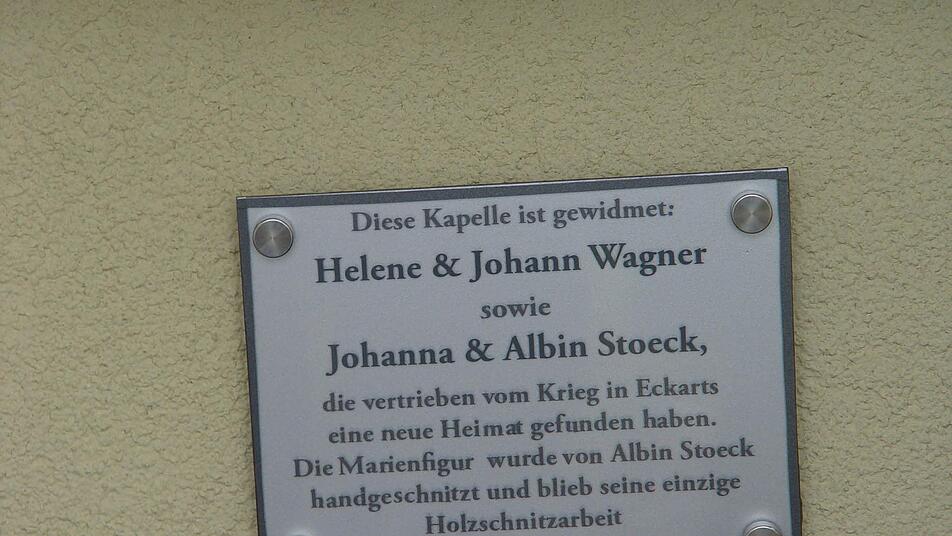 Diese Kapelle ist gewidmet:
Helene & Johann Wagner
sowie
Johanna & Albin Stoeck,
die vertrieben vom Krieg in Eckarts
eine neue Heimat gefunden haben.
Die Marienfigur wurde von Albin Stoeck
handgeschnitzt und blieb seine einzige
Holzschnitzarbeit